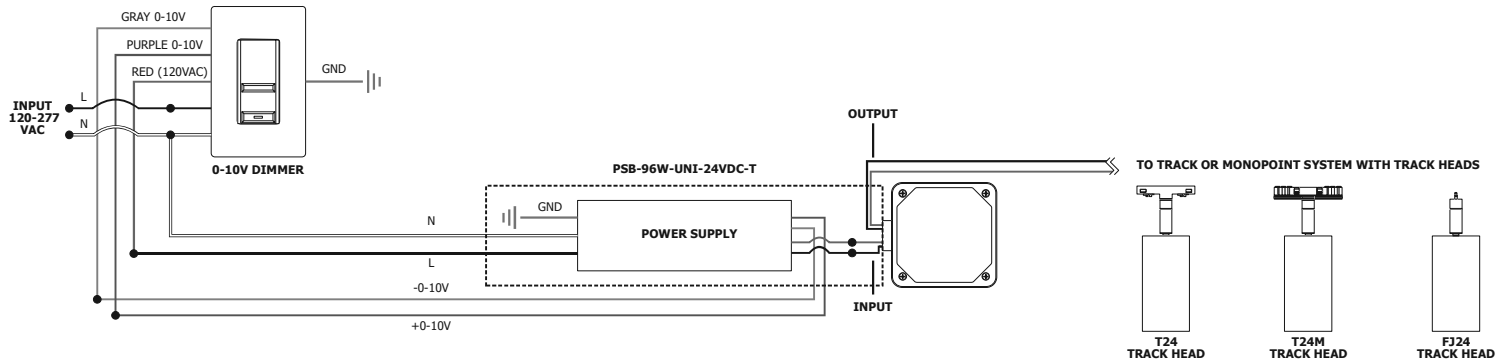 GRAY 0-10V
PURPLE 0-10V
RED (120VAC)
GND
L
INPUT
120-277
VAC
N
0-10V DIMMER
OUTPUT
PSB-96W-UNI-24VDC-T
TO TRACK OR MONOPOINT SYSTEM WITH TRACK HEADS
GND
N
POWER SUPPLY
L
-0-10V
INPUT
+0-10V
T24
TRACK HEAD
T24M
TRACK HEAD
FJ24
TRACK HEAD